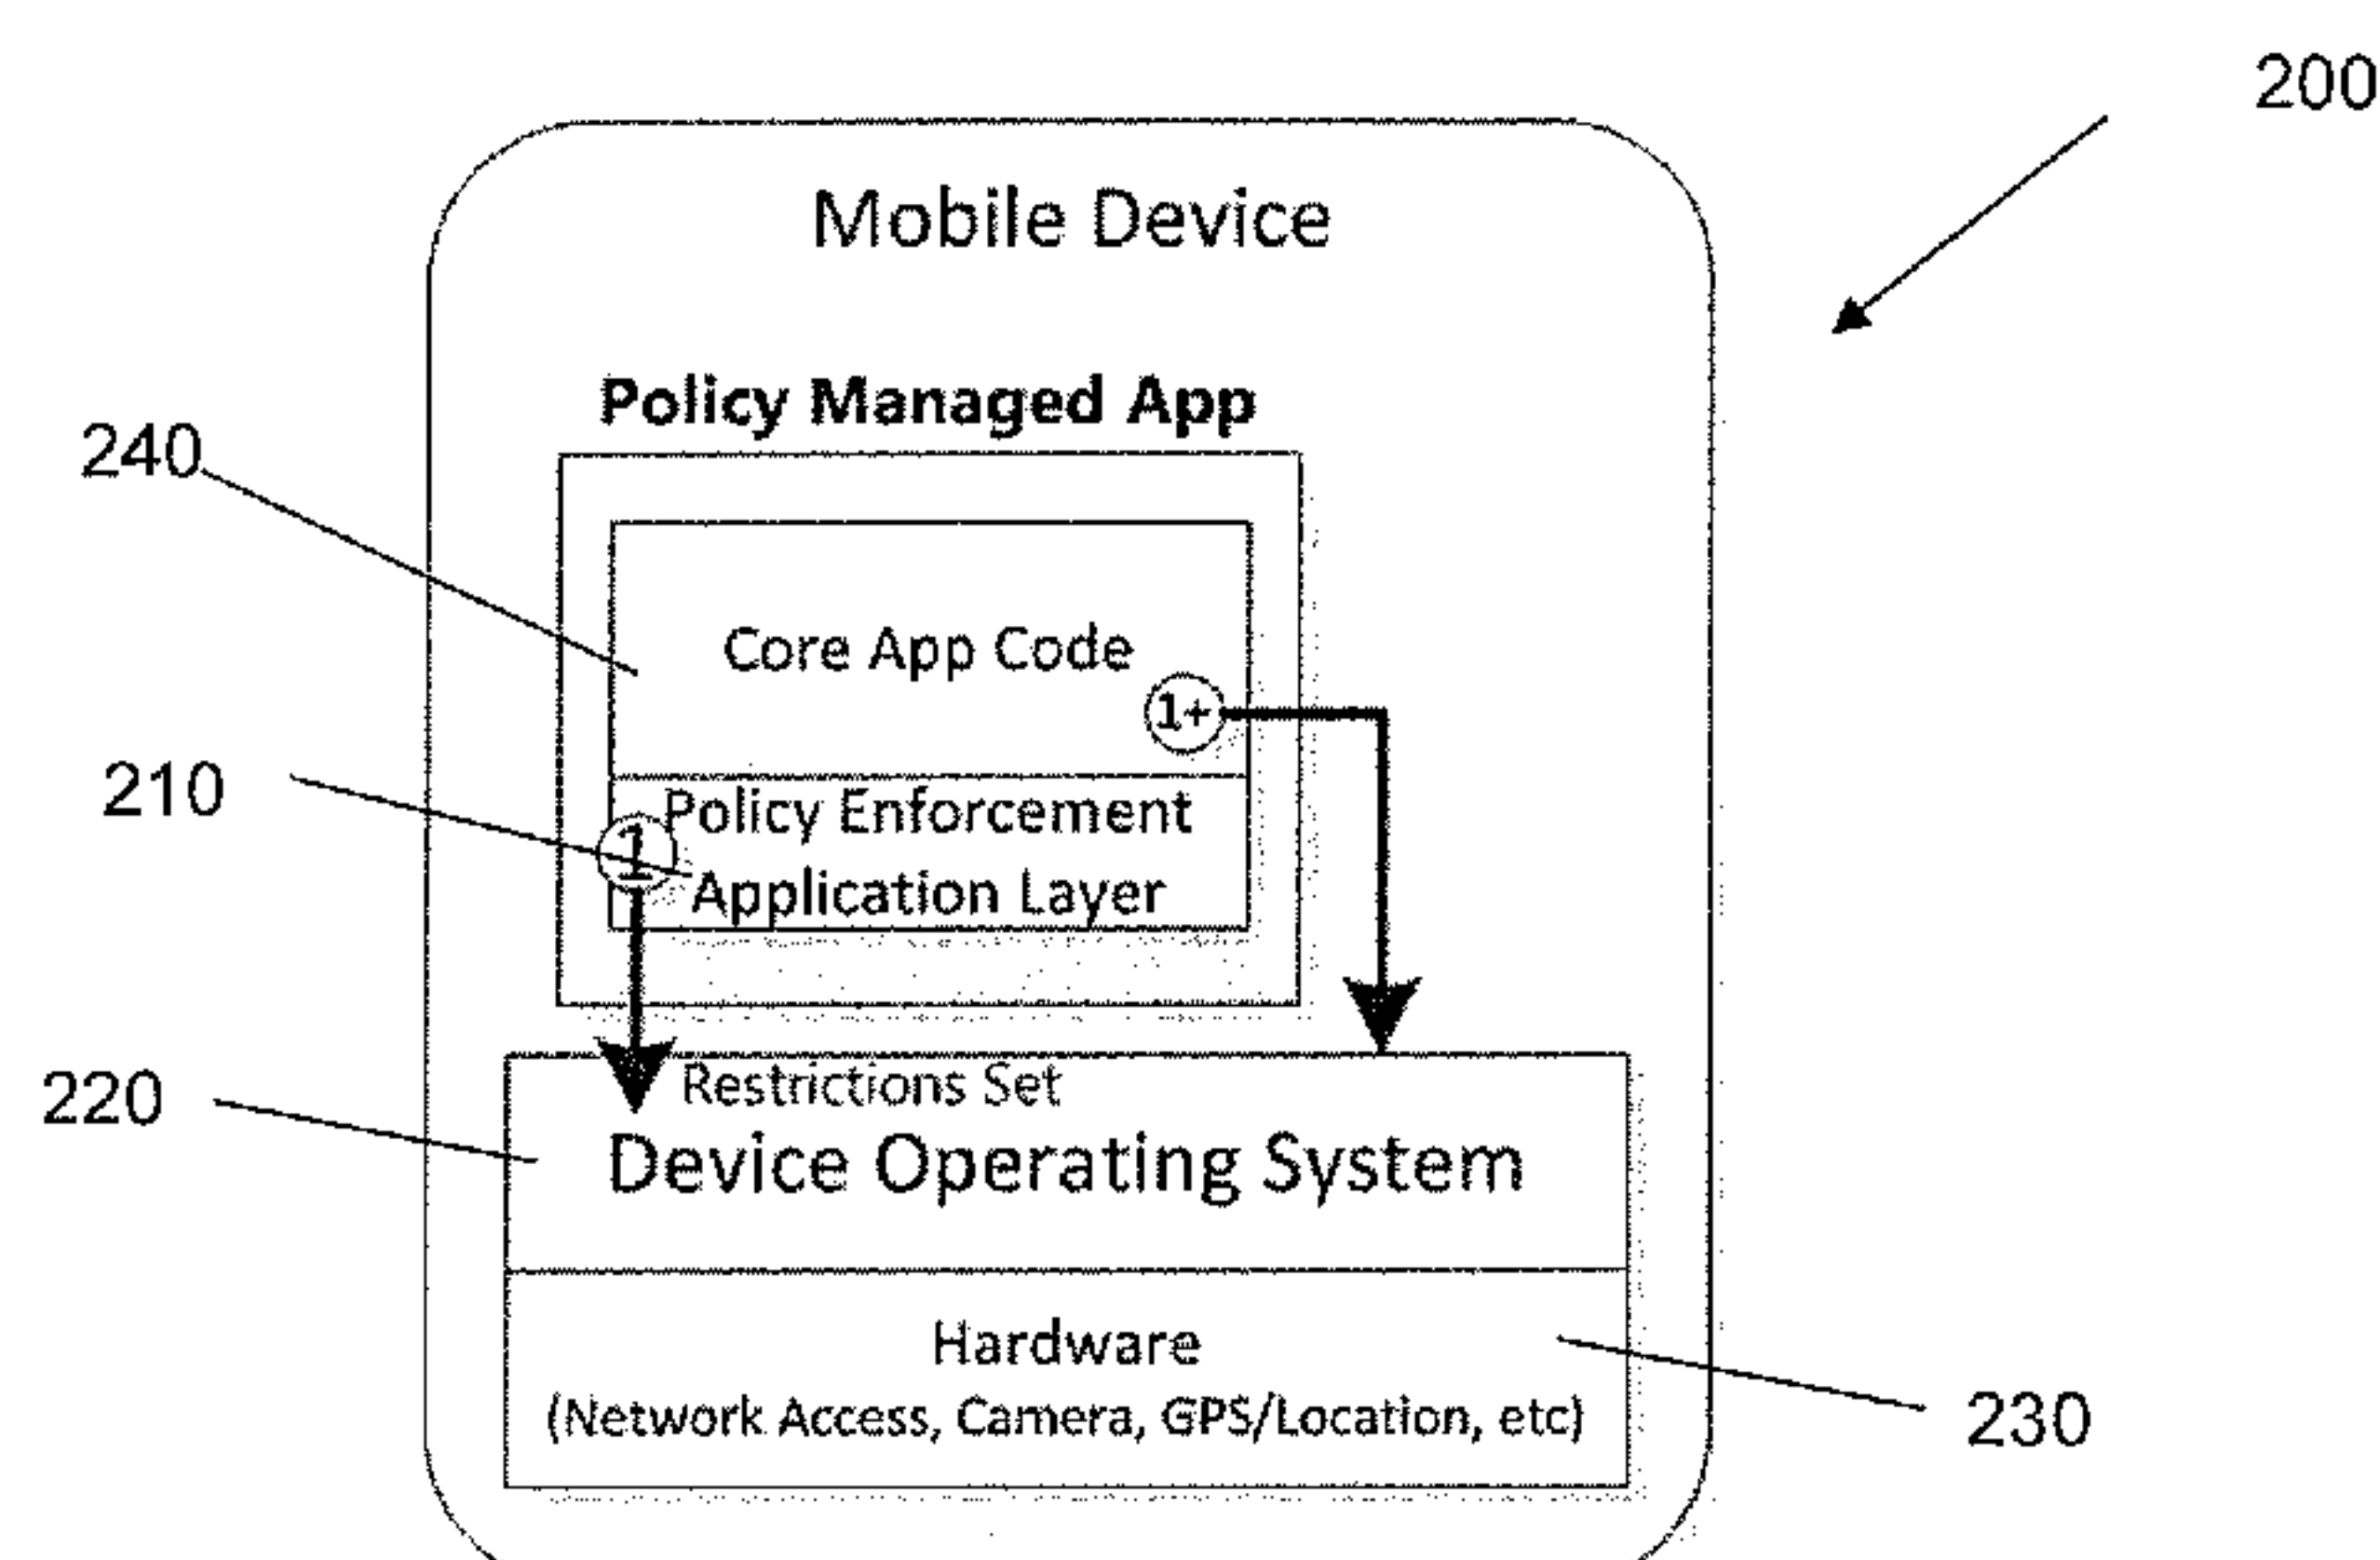 200
Mobile Device
Policy Managed App
240
Core App Code
1+
210
1
Policy Enforcement
Application Layer
220
Restrictions Set
Device Operating System
Hardware
(Network Access, Camera, GPS/Location, etc)
230